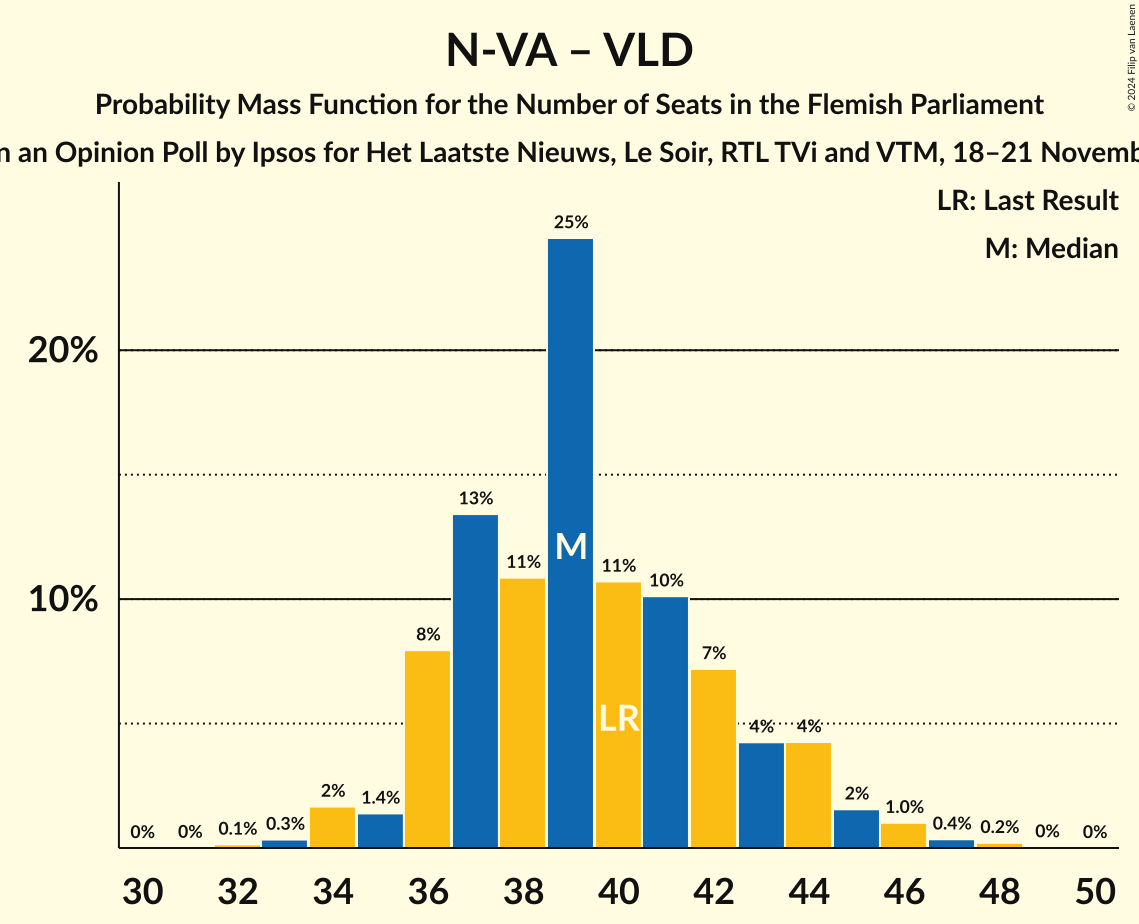 N-VA – VLD
Probability Mass Function for the Number of Seats in the Flemish Parliament
an Opinion Poll by Ipsos for Het Laatste Nieuws, Le Soir, RTL TVi and VTM, 18–21
© 2024 Filip van Laenen
LR: Last Result
M: Median
20%
10%
0% 0% 0.1% 0.3% 2% 1.4% 8% 13% 11% 25% 11% 10% 7% 4% 4% 2% 1.0% 0.4% 0.2% 0% 0%
M
LR
30 32 34 36 38 40 42 44 46 48 50